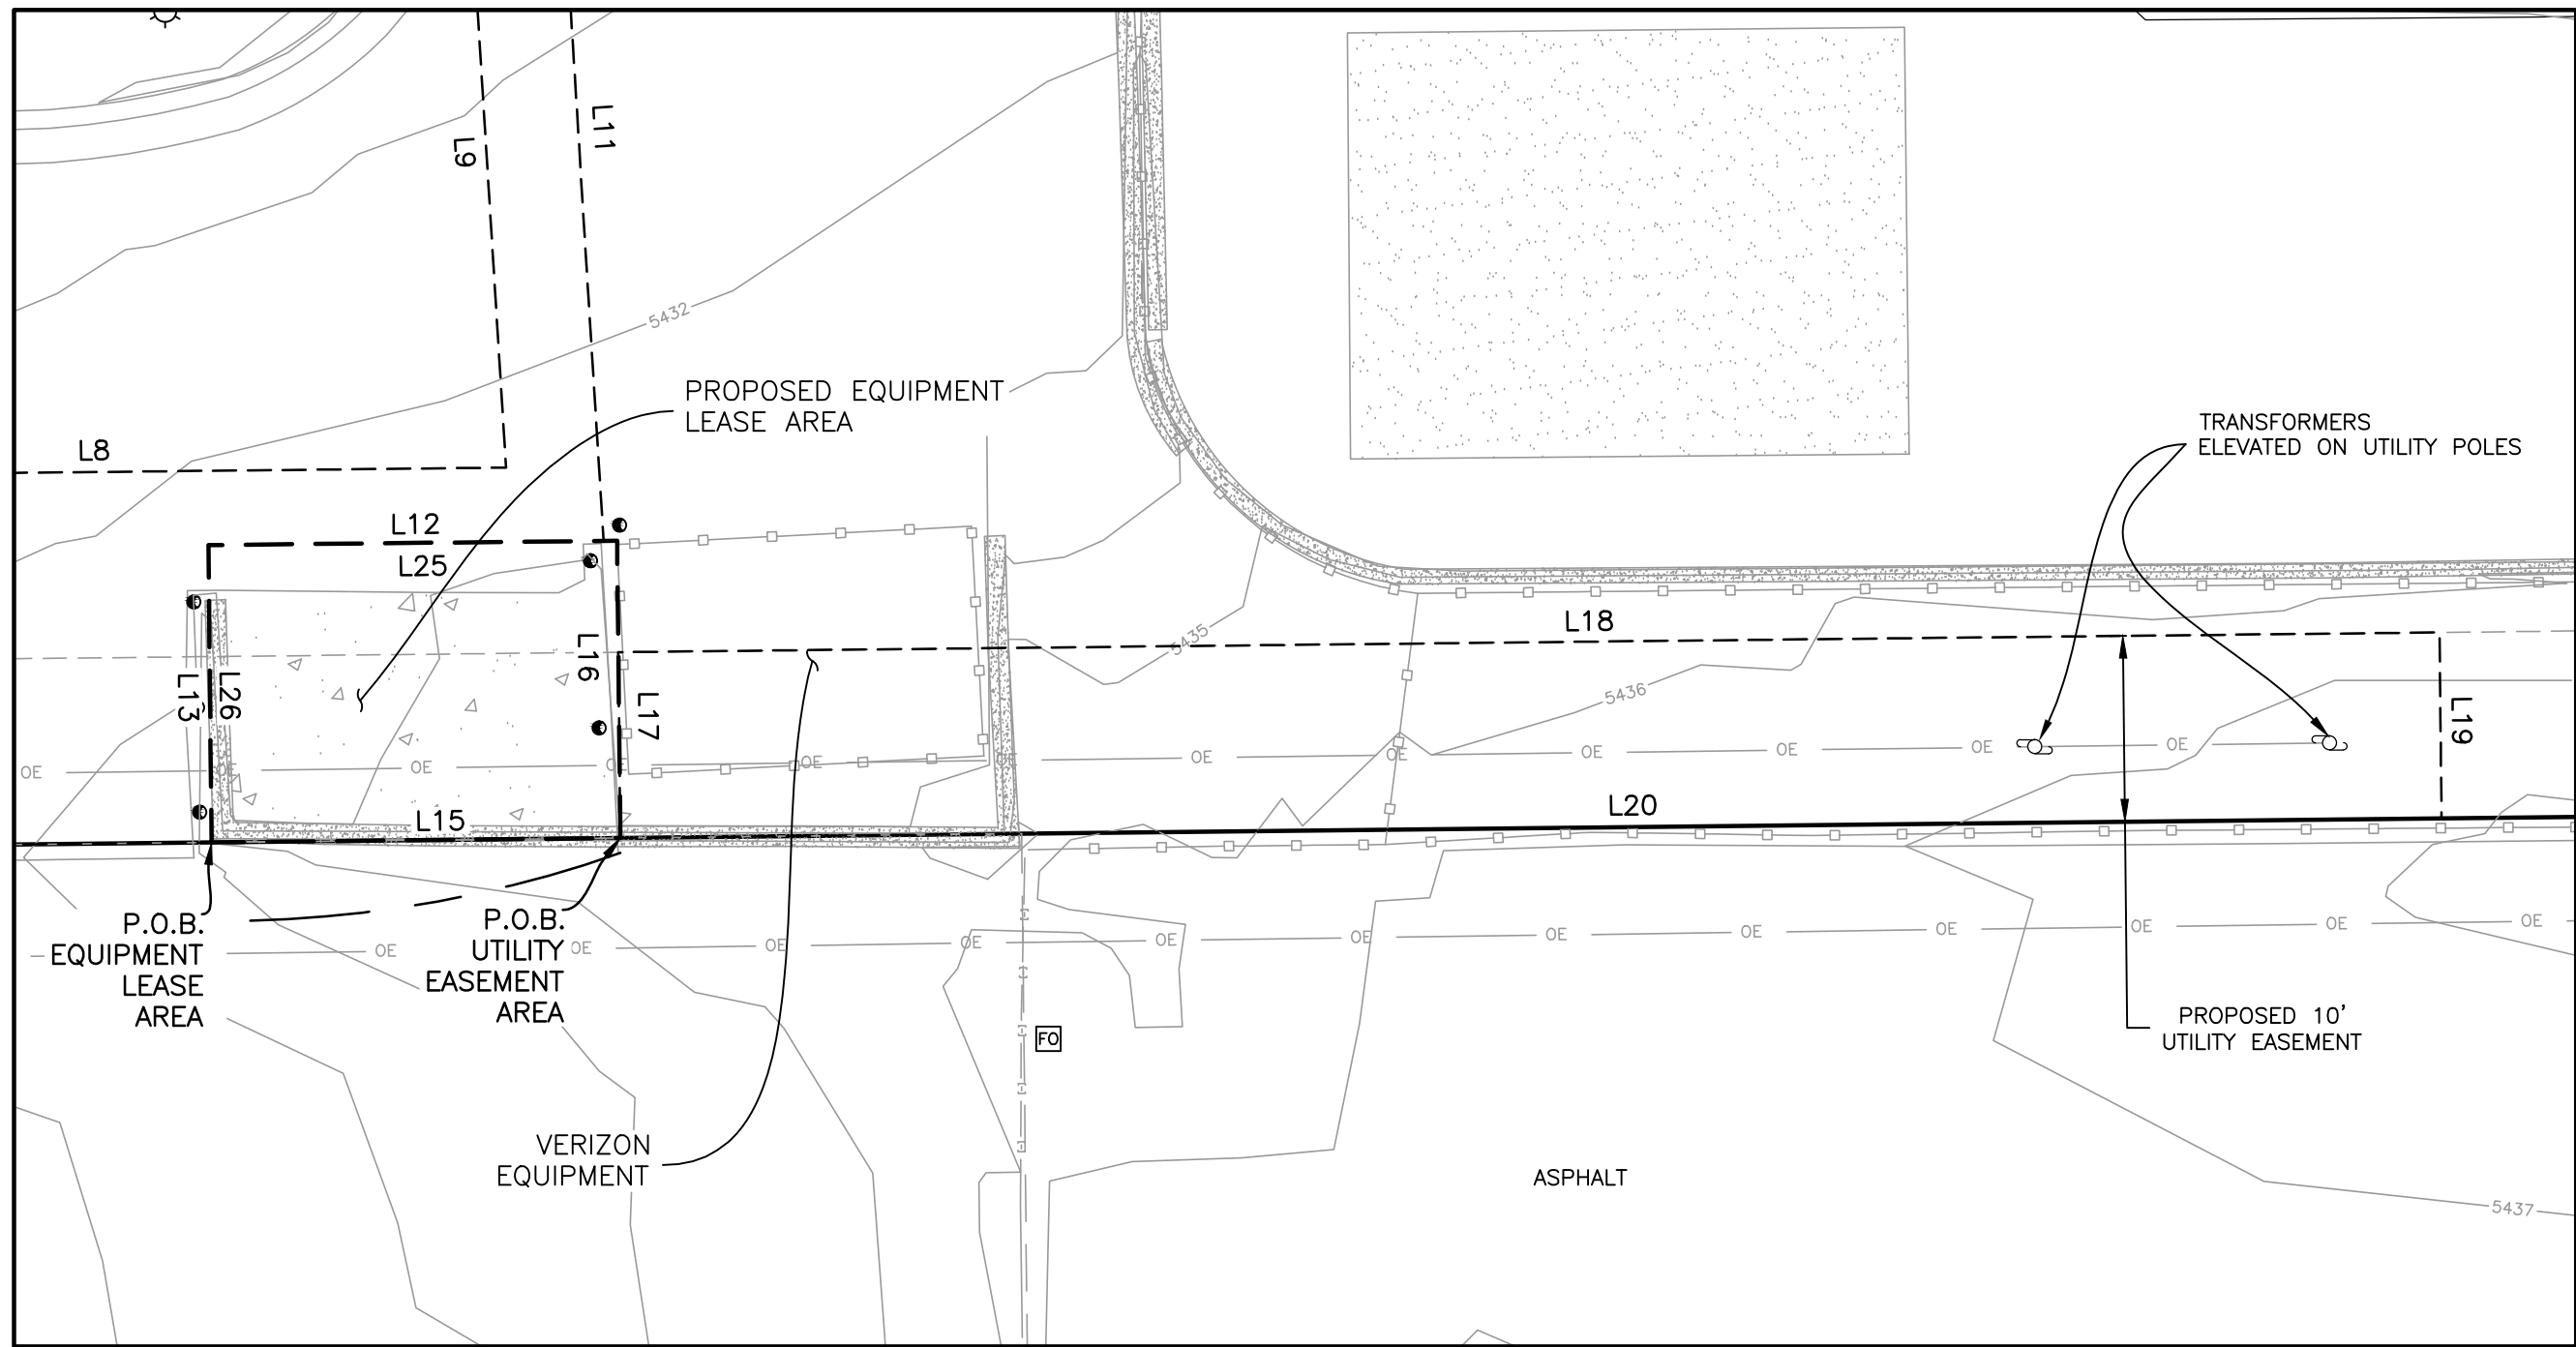 L11
L9
5432
PROPOSED EQUIPMENT
LEASE AREA
TRANSFORMERS
ELEVATED ON UTILITY POLES
L8
L12
L25
L18
5435
L16
L13
L26
L17
5436
L19
OE OE OE OE OE OE OE OE OE OE OE OE
L15
L20
P.O.B.
EQUIPMENT
LEASE
AREA
P.O.B.
UTILITY
EASEMENT
AREA
OE OE OE OE OE OE OE OE OE OE OE OE
FO
PROPOSED 10'
UTILITY EASEMENT
VERIZON
EQUIPMENT
ASPHALT
5437